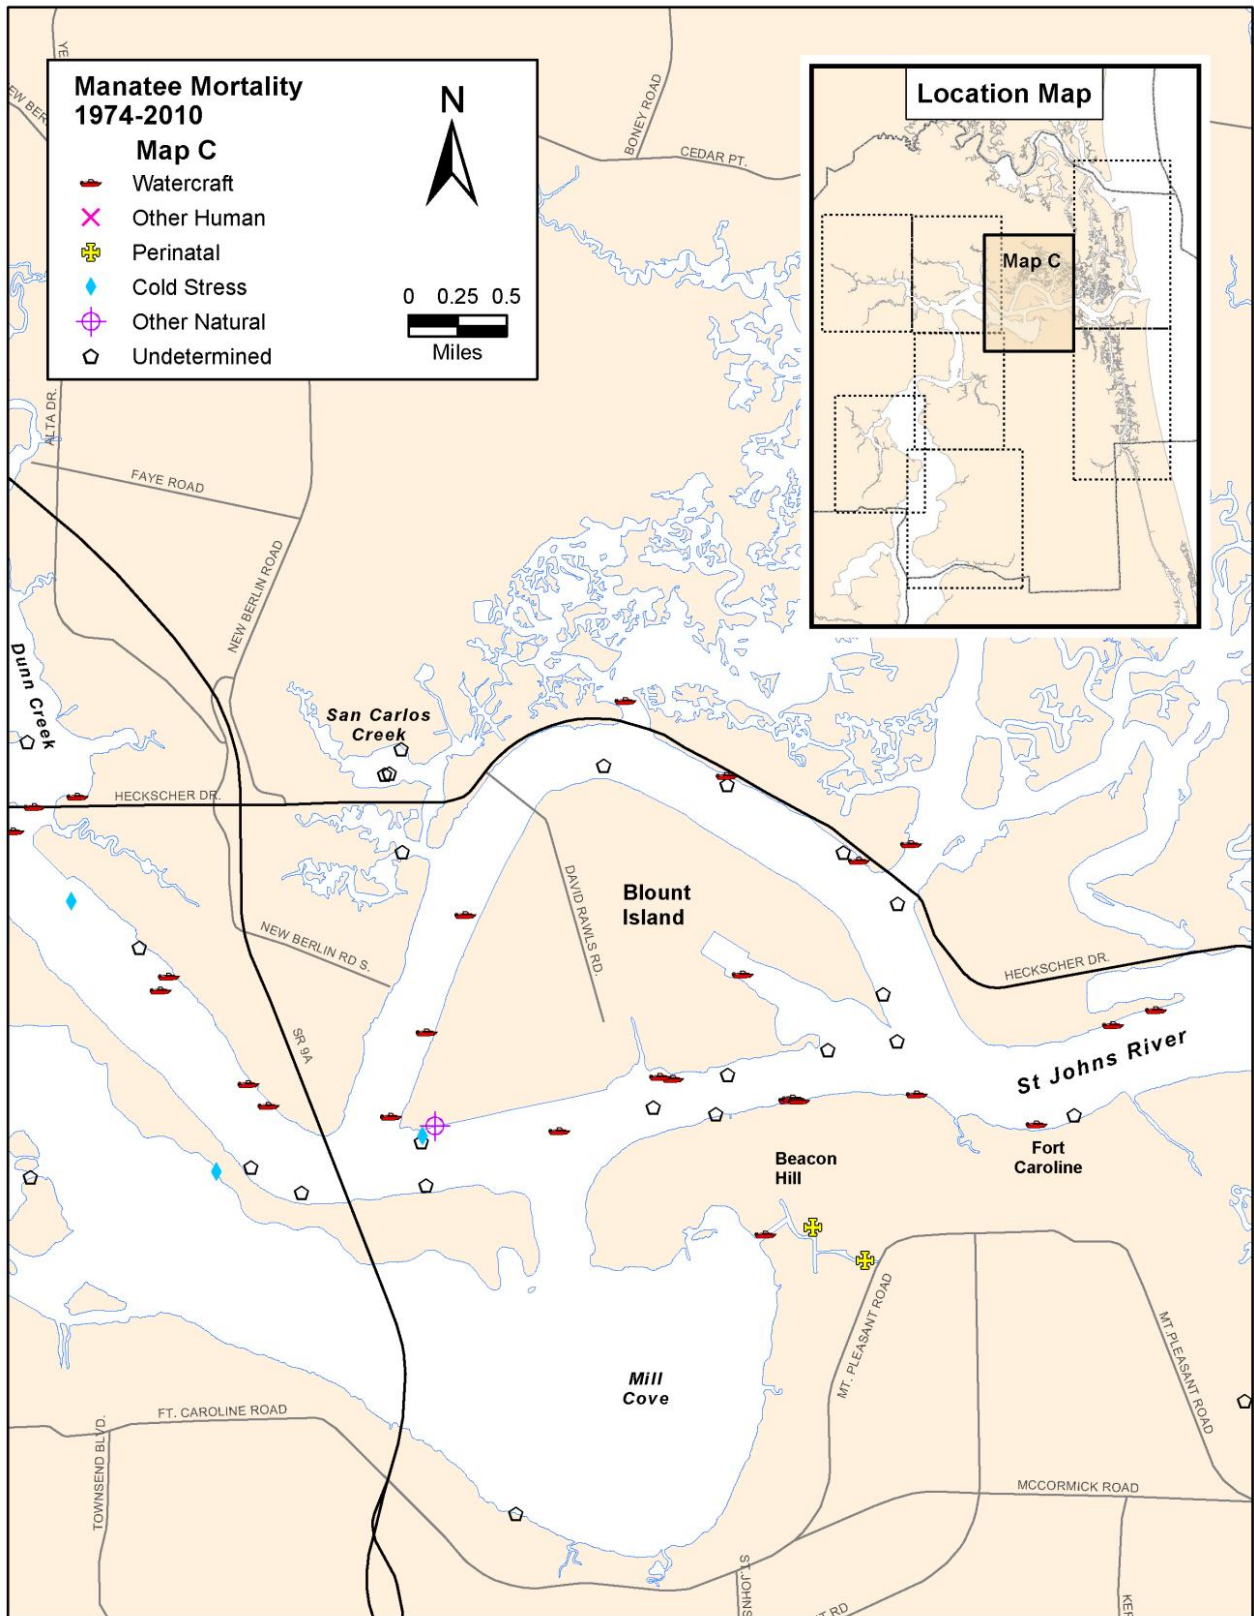 Manatee Mortality
1974-2010
Map C
N
Watercraft
Other Human
Perinatal
Cold Stress
Other Natural
Undetermined
0 0.25 0.5
Miles
Location Map
Map C
BONEY ROAD
CEDAR PT.
ALTA DR.
FAYE ROAD
NEW BERLIN ROAD
Dunn Creek
San Carlos
Creek
HECKSCHER DR.
DAVID RAWLS RD.
Blount
Island
NEW BERLIN RD S.
SR 9A
HECKSCHER DR.
St Johns River
Beacon
Hill
Fort
Caroline
MT. PLEASANT ROAD
MT.PLEASANT ROAD
Mill
Cove
FT. CAROLINE ROAD
TOWNSEND BLVD.
MCCORMICK ROAD
ST.JOHNS
RD